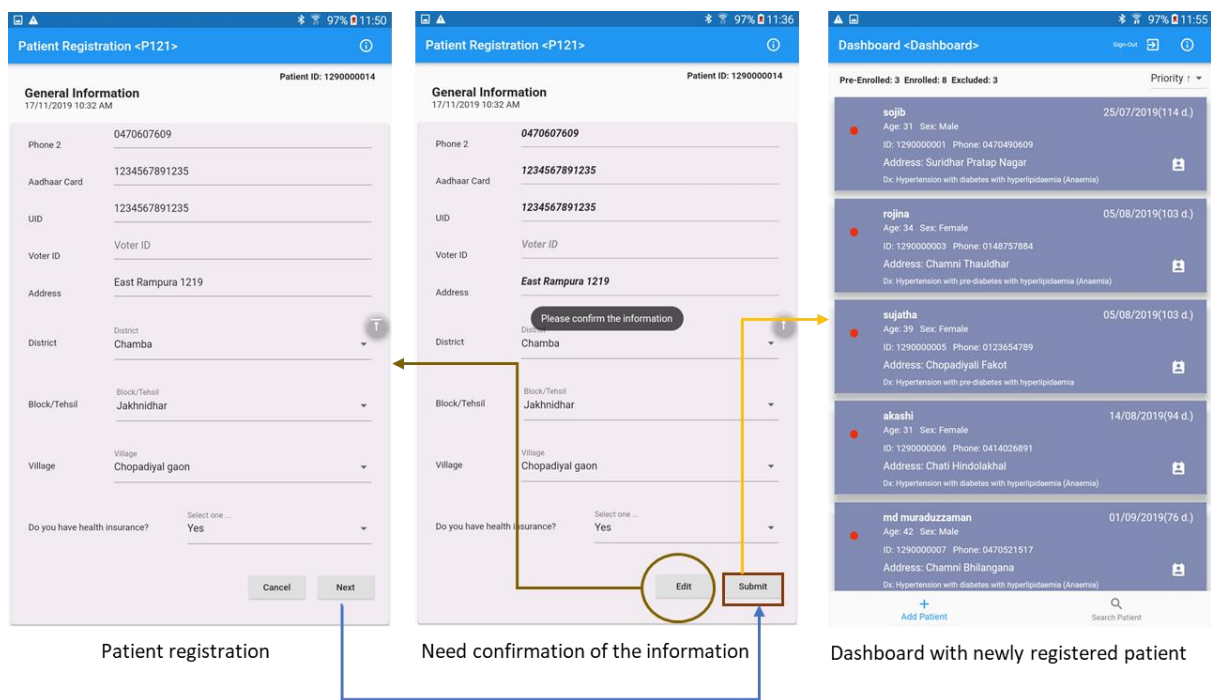 97% 11:50
Patient Registration <P121>
Patient ID: 1290000014
General Information
17/11/2019 10:32 AM
Phone 2 0470607609
Aadhaar Card 1234567891235
UID 1234567891235
Voter ID Voter ID
Address East Rampura 1219
District
District Chamba
Block/Tehsil
Block/Tehsil Jakhnidhar
Village
Village Chopadiyal gaon
Select one ...
Do you have health insurance? Yes
Cancel Next
Patient registration
97% 11:36
Patient Registration <P121>
Patient ID: 1290000014
General Information
17/11/2019 10:32 AM
Phone 2 0470607609
Aadhaar Card 1234567891235
UID 1234567891235
Voter ID Voter ID
Address East Rampura 1219
Please confirm the information
District Chamba
Block/Tehsil
Block/Tehsil Jakhnidhar
Village
Village Chopadiyal gaon
Select one ...
Do you have health insurance? Yes
Edit Submit
Need confirmation of the information
97% 11:55
Dashboard <Dashboard> Sign-Out
Pre-Enrolled: 3 Enrolled: 8 Excluded: 3 Priority ↑
sojib 25/07/2019(114 d.)
Age: 31 Sex: Male
ID: 1290000001 Phone: 0470490609
Address: Suridhar Pratap Nagar
Dx: Hypertension with diabetes with hyperlipidaemia (Anaemia)
rojina 05/08/2019(103 d.)
Age: 34 Sex: Female
ID: 1290000003 Phone: 0148757884
Address: Chamni Thauldhar
Dx: Hypertension with pre-diabetes with hyperlipidaemia (Anaemia)
sujatha 05/08/2019(103 d.)
Age: 39 Sex: Female
ID: 1290000005 Phone: 0123654789
Address: Chopadiyali Fakot
Dx: Hypertension with pre-diabetes with hyperlipidaemia
akashi 14/08/2019(94 d.)
Age: 31 Sex: Female
ID: 1290000006 Phone: 0414026891
Address: Chati Hindolakhal
Dx: Hypertension with diabetes with hyperlipidaemia (Anaemia)
md muraduzzaman 01/09/2019(76 d.)
Age: 42 Sex: Male
ID: 1290000007 Phone: 0470521517
Address: Chamni Bhilangana
Dx: Hypertension with diabetes with hyperlipidaemia (Anaemia)
Add Patient Search Patient
Dashboard with newly registered patient